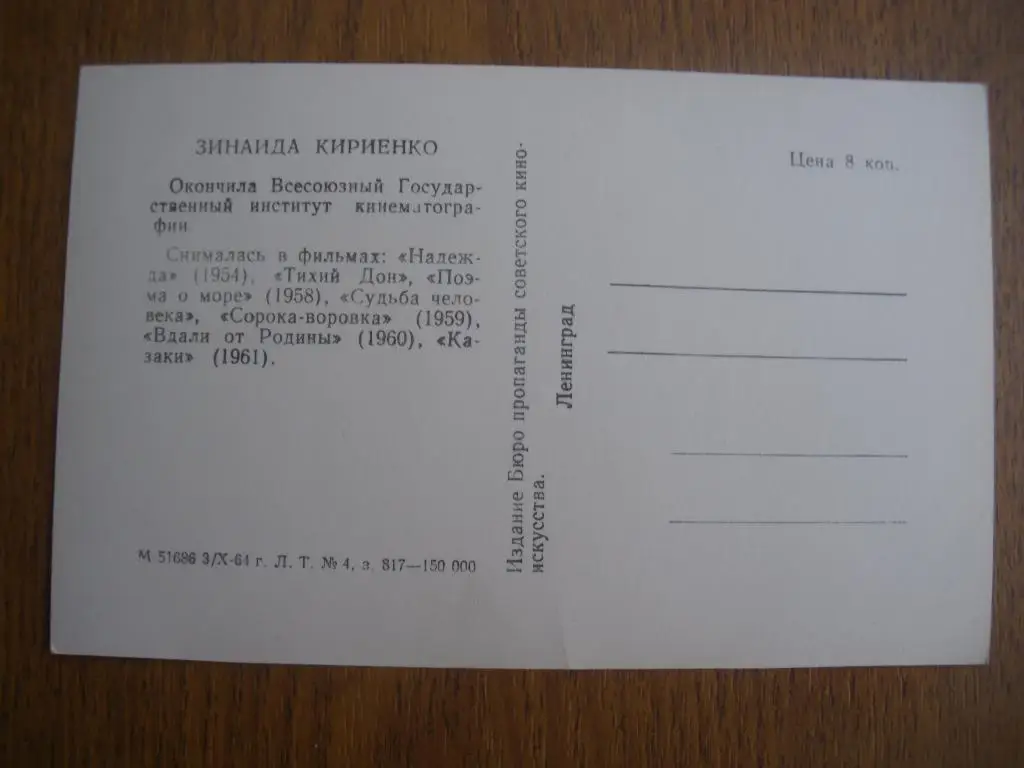 ЗИНАИДА КИРИЕНКО
Окончила Всесоюзный Государ-
ственный институт кинематогра-
фии
Снималась в фильмах: «Надеж-
да» (1954), «Тихий Дон», «Поэ-
ма о море» (1958), «Судьба чело-
века», «Сорока-воровка» (1959),
«Вдали от Родины» (1960), «Ка-
заки» (1961).
М 51686 3/X-64 г. Л. Т. № 4, з. 817—150 000
Издание Бюро пропаганды советского кино-
искусства.
Ленинград
Цена 8 коп.